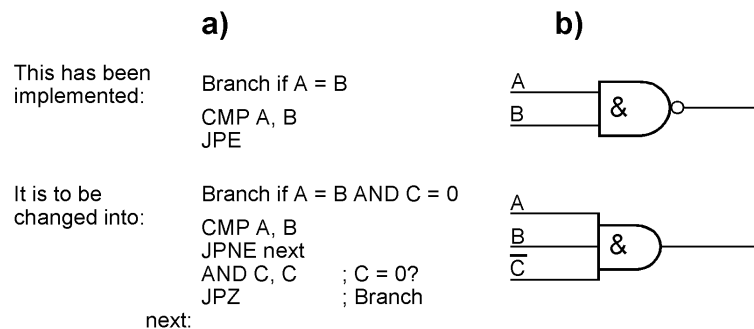 a)
b)
This has been
implemented:
Branch if A = B
CMP A, B
JPE
A
B
&
It is to be
changed into:
Branch if A = B AND C = 0
CMP A, B
JPNE next
AND C, C ; C = 0?
JPZ ; Branch
next:
A
B
C̅
&